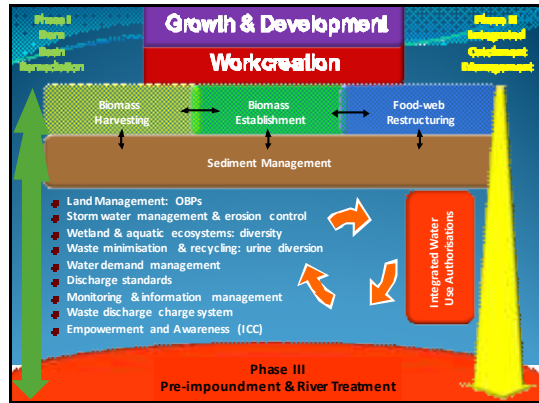 Phase I
Dam
Basin
Remediation
Growth & Development
Workcreation
Phase II
Integrated
Catchment
Management
Biomass
Harvesting
Biomass
Establishment
Food-web
Restructuring
Sediment Management
Land Management: OBPs
Storm water management & erosion control
Wetland & aquatic ecosystems: diversity
Waste minimisation & recycling: urine diversion
Water demand management
Discharge standards
Monitoring & information management
Waste discharge charge system
Empowerment and Awareness (ICC)
Integrated Water
Use Authorisations
Phase III
Pre-impoundment & River Treatment